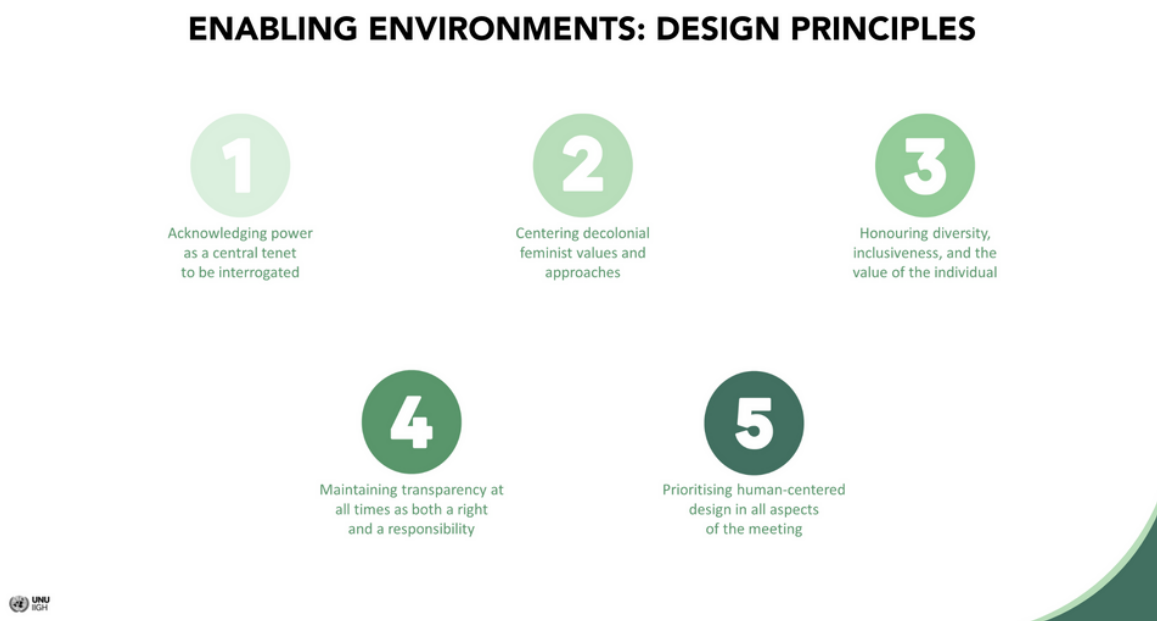 ENABLING ENVIRONMENTS: DESIGN PRINCIPLES
1
Acknowledging power
as a central tenet
to be interrogated
2
Centering decolonial
feminist values and
approaches
3
Honouring diversity,
inclusiveness, and the
value of the individual
4
Maintaining transparency at
all times as both a right
and a responsibility
5
Prioritising human-centered
design in all aspects
of the meeting
UNU
IIGH